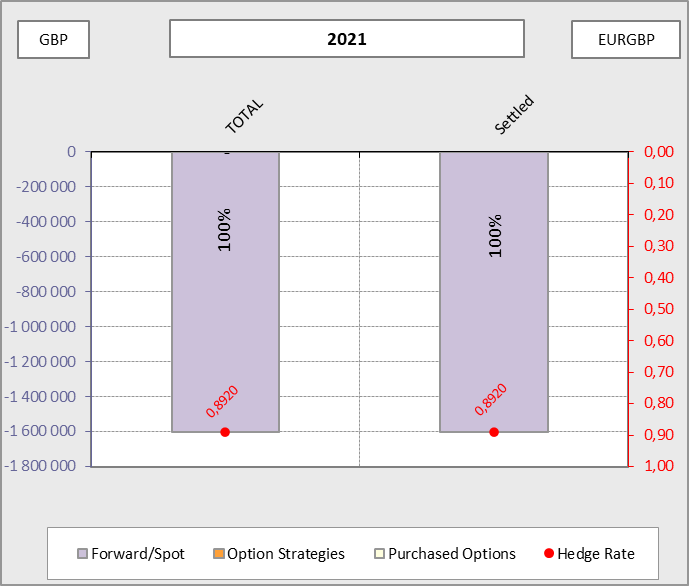 GBP
2021
EURGBP
TOTAL
Settled
0
-200 000
-400 000
-600 000
-800 000
-1 000 000
-1 200 000
-1 400 000
-1 600 000
-1 800 000
100%
100%
0,8920
0,8920
0,00
0,10
0,20
0,30
0,40
0,50
0,60
0,70
0,80
0,90
1,00
Forward/Spot Option Strategies Purchased Options Hedge Rate